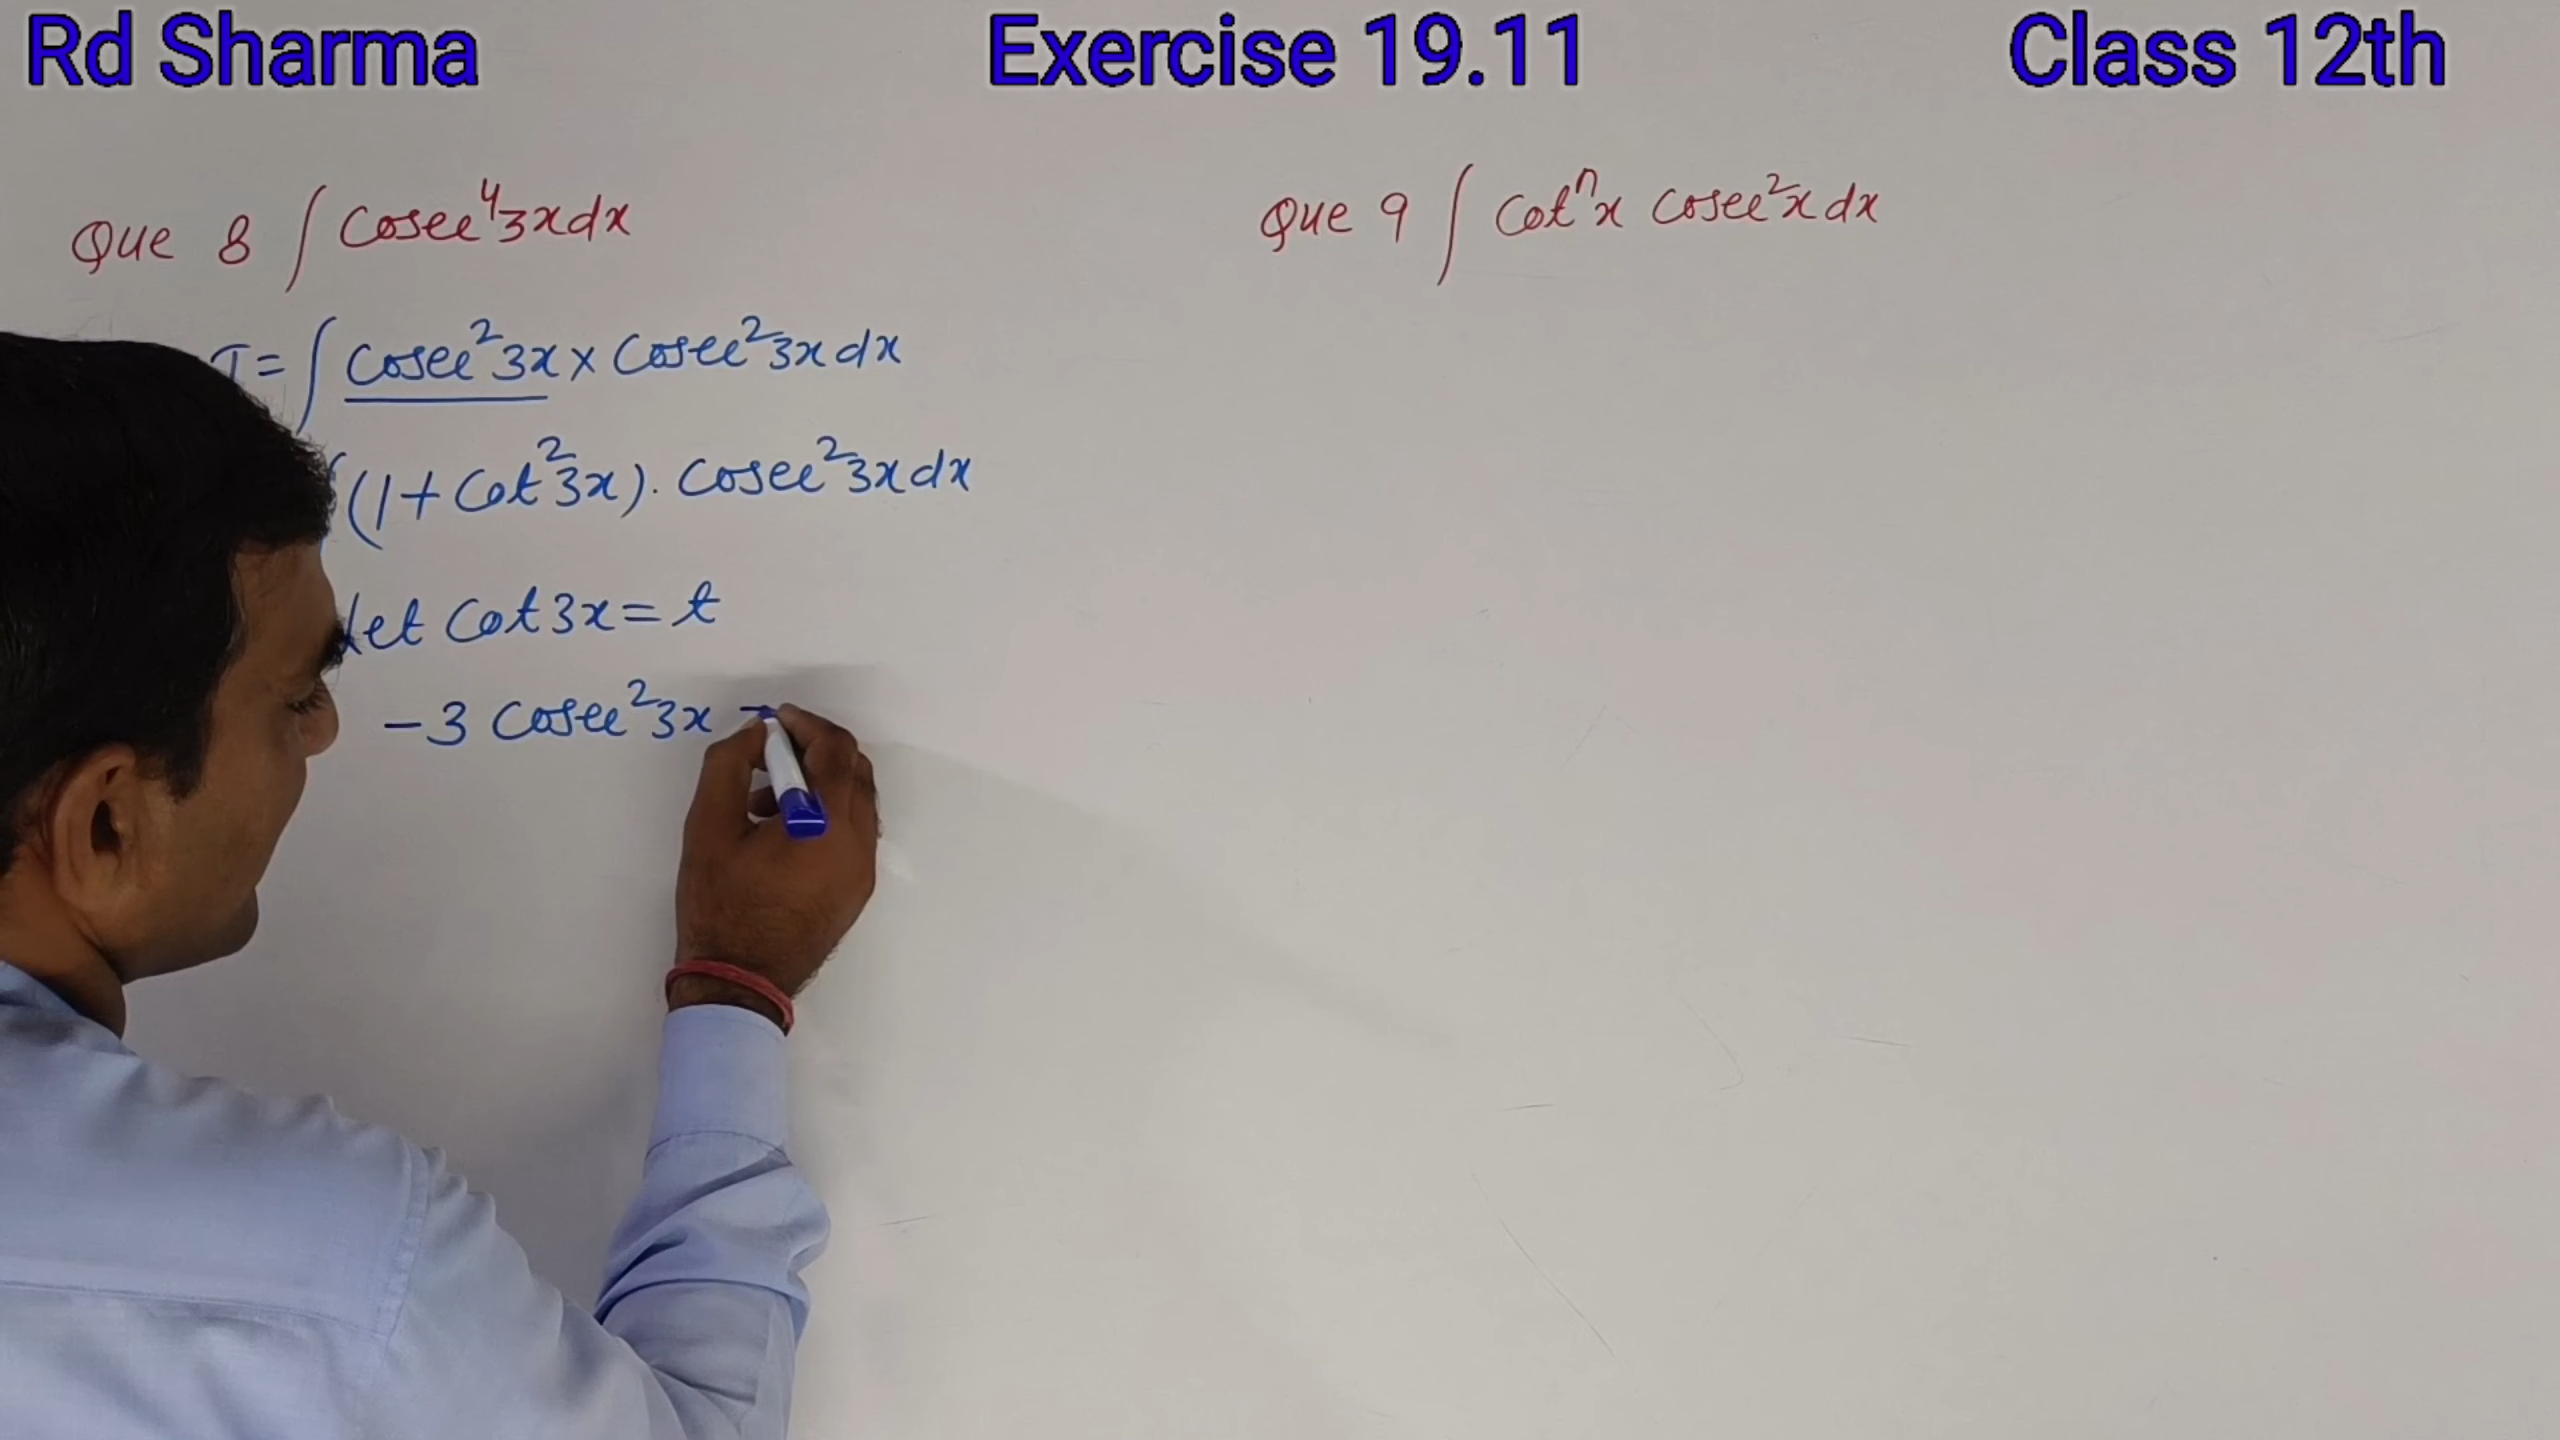 Rd Sharma Exercise 19.11 Class 12th
Que 8 ∫ Cosec⁴3x dx
I = ∫ Cosec²3x × Cosec²3x dx
∫ (1 + Cot²3x). Cosec²3x dx
let Cot 3x = t
-3 Cosec²3x
Que 9 ∫ Cotⁿx Cosec²x dx